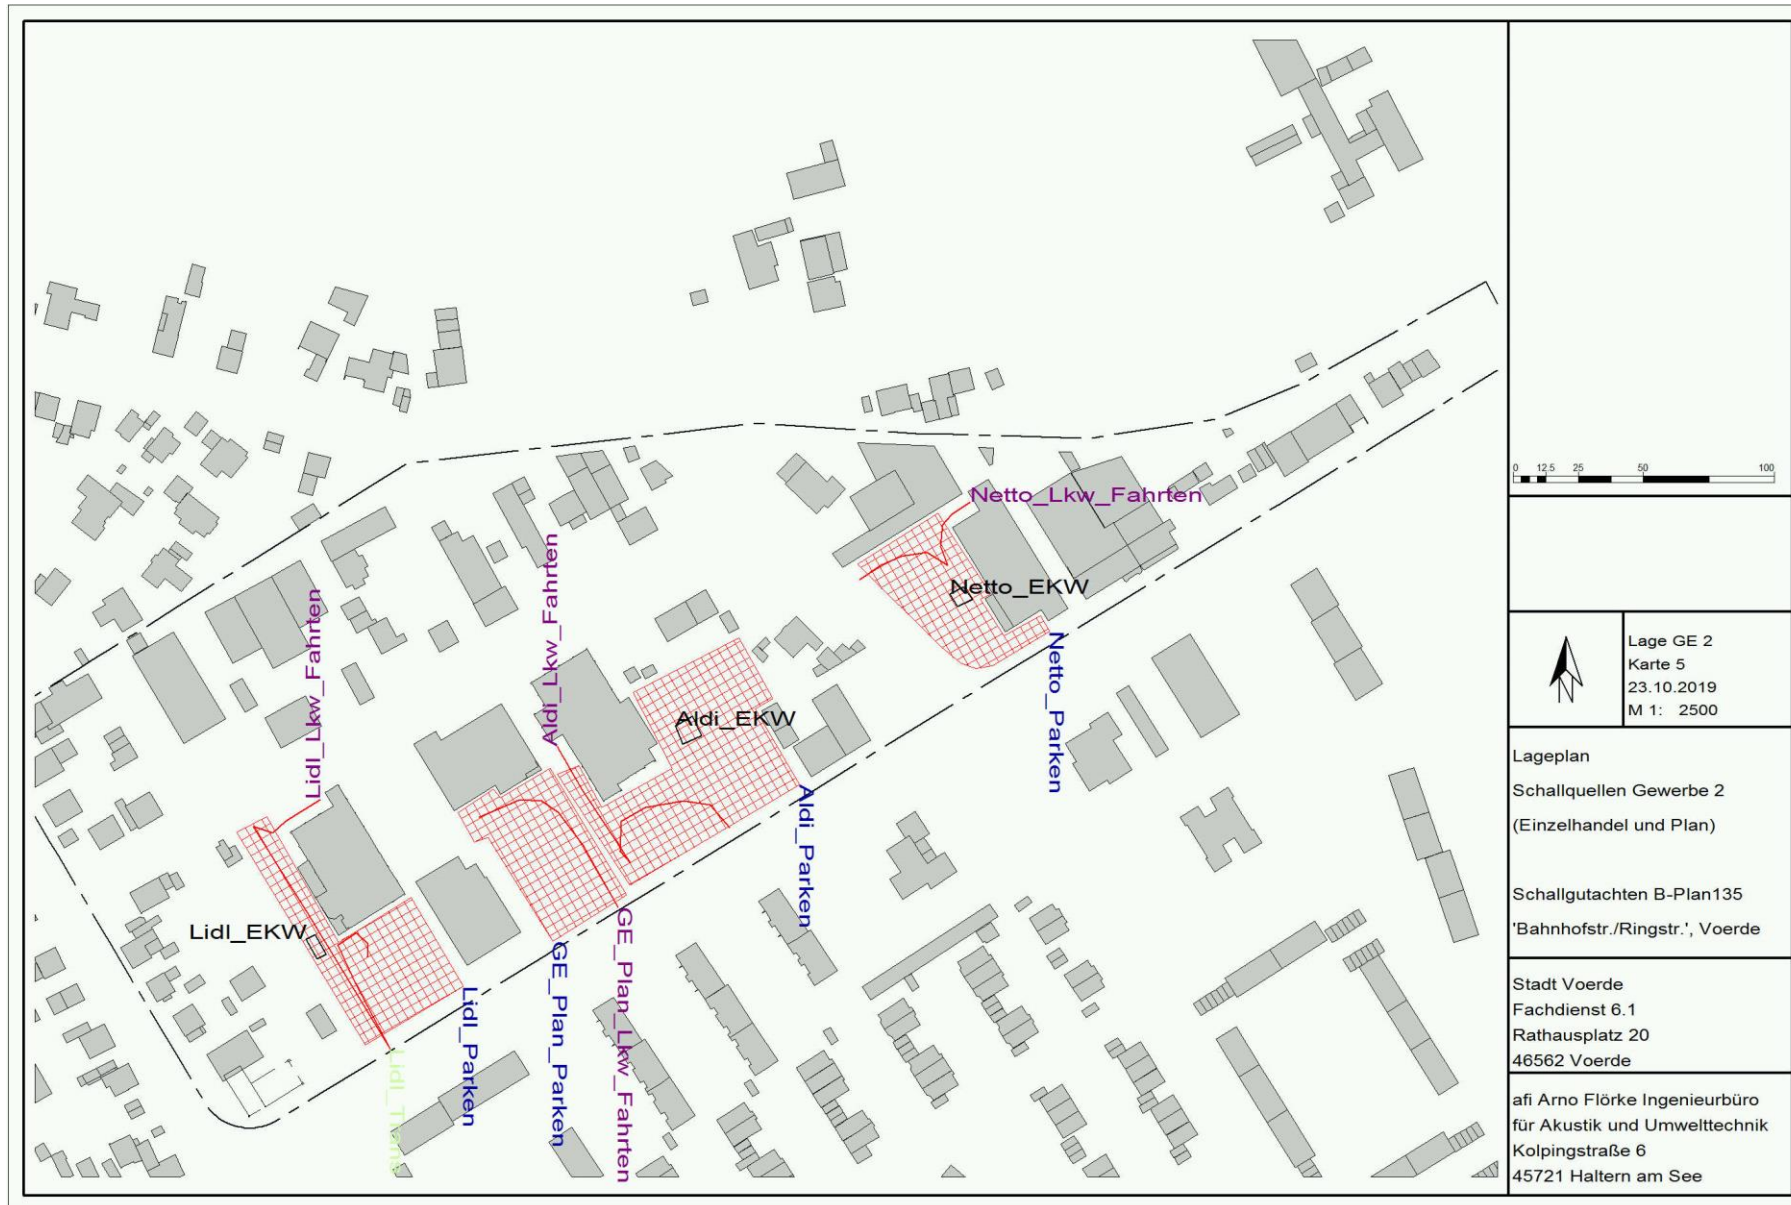 Netto_Lkw_Fahrten
Netto_EKW
Netto_Parken
Aldi_Lkw_Fahrten
Aldi_EKW
Aldi_Parken
Lidl_Lkw_Fahrten
Lidl_EKW
Lidl_Parken
GE_Plan_Parken
GE_Plan_Lkw_Fahrten
0 12.5 25 50 100
Lage GE 2
Karte 5
23.10.2019
M 1: 2500
Lageplan
Schallquellen Gewerbe 2
(Einzelhandel und Plan)
Schallgutachten B-Plan135
'Bahnhofstr./Ringstr.', Voerde
Stadt Voerde
Fachdienst 6.1
Rathausplatz 20
46562 Voerde
afi Arno Flörke Ingenieurbüro
für Akustik und Umwelttechnik
Kolpingstraße 6
45721 Haltern am See